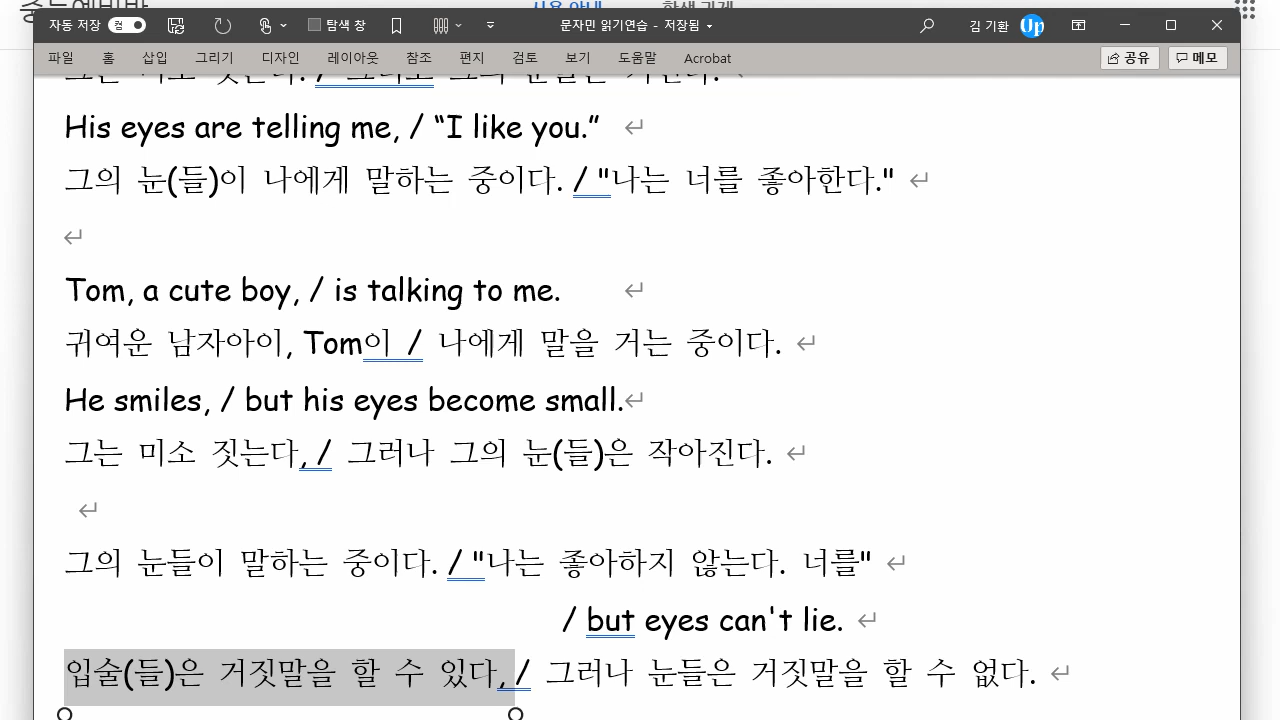 자동 저장 컴 탐색 창 문자민 읽기연습 - 저장됨 김 기환 Up
파일 홈 삽입 그리기 디자인 레이아웃 참조 편지 검토 보기 도움말 Acrobat 공유 메모
His eyes are telling me, / “I like you.” ↵
그의 눈(들)이 나에게 말하는 중이다. / "나는 너를 좋아한다." ↵
↵
Tom, a cute boy, / is talking to me. ↵
귀여운 남자아이, Tom이 / 나에게 말을 거는 중이다. ↵
He smiles, / but his eyes become small.↵
그는 미소 짓는다, / 그러나 그의 눈(들)은 작아진다. ↵
↵
그의 눈들이 말하는 중이다. / "나는 좋아하지 않는다. 너를" ↵
/ but eyes can't lie. ↵
입술(들)은 거짓말을 할 수 있다, / 그러나 눈들은 거짓말을 할 수 없다. ↵